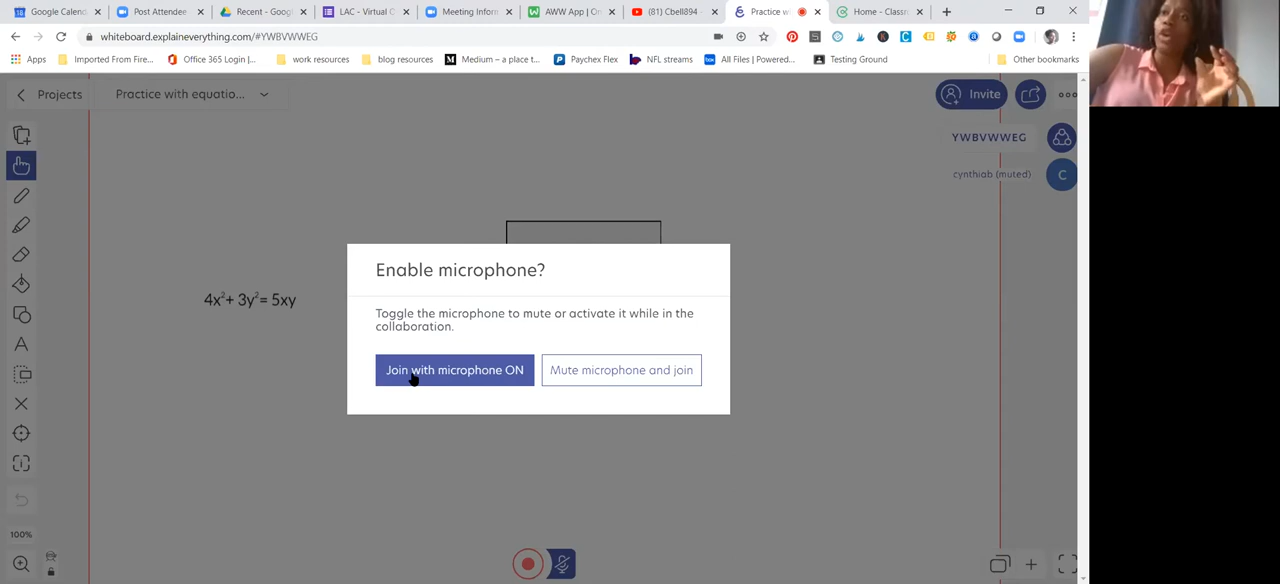 Google Calend
Post Attendee
Recent - Goog
LAC - Virtual
Meeting Inform
AWW App | On
(81) Cbell894
Practice w
Home - Classr
whiteboard.explaineverything.com/#YWBVWWEG
Apps
Imported From Fire...
Office 365 Login |...
work resources
blog resources
Medium – a place t...
Paychex Flex
NFL streams
All Files | Powered...
Testing Ground
Other bookmarks
Projects
Practice with equatio...
Invite
YWBVWWEG
cynthiab (muted)
C
4x²+ 3y²= 5xy
Enable microphone?
Toggle the microphone to mute or activate it while in the
collaboration.
Join with microphone ON
Mute microphone and join
100%